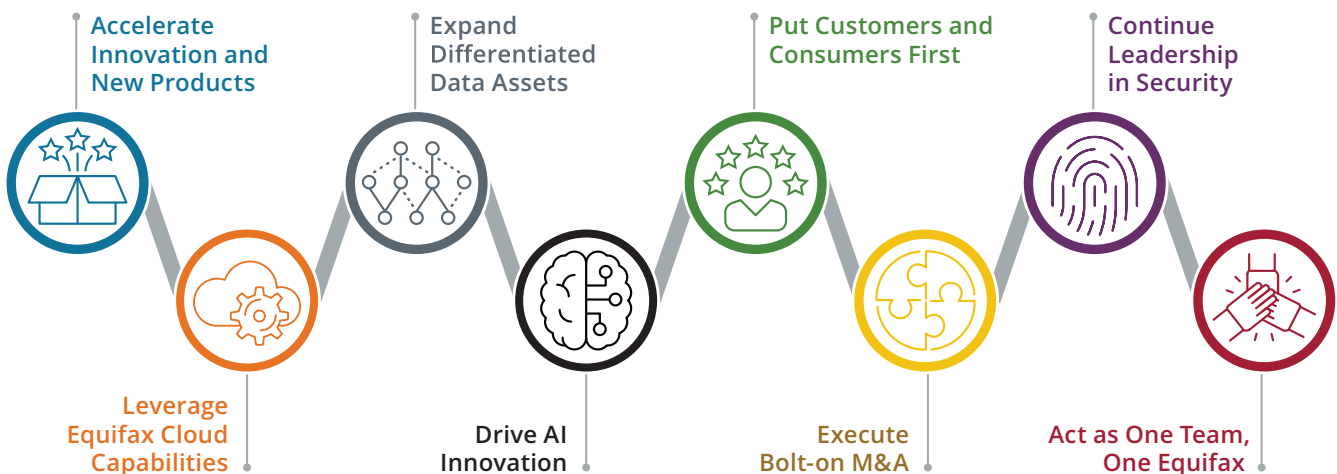 Accelerate
Innovation and
New Products
Expand
Differentiated
Data Assets
Put Customers and
Consumers First
Continue
Leadership
in Security
Leverage
Equifax Cloud
Capabilities
Drive AI
Innovation
Execute
Bolt-on M&A
Act as One Team,
One Equifax